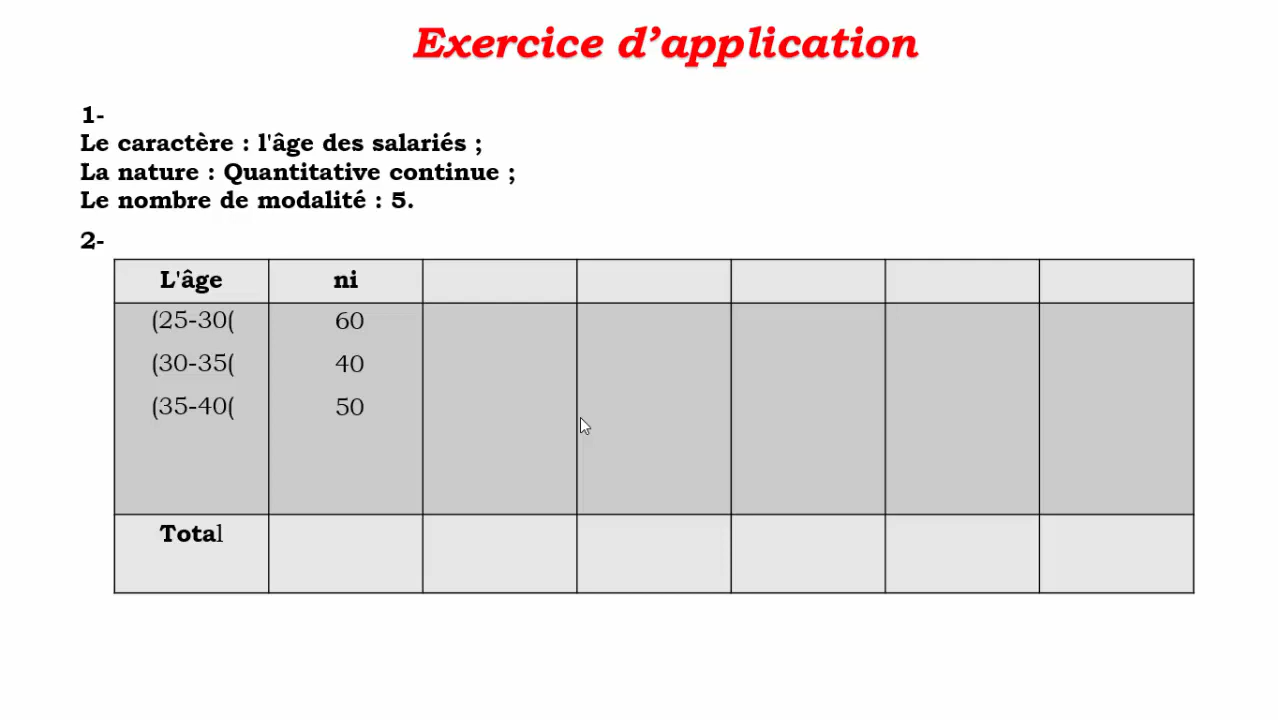 Exercice d’application
1-
Le caractère : l'âge des salariés ;
La nature : Quantitative continue ;
Le nombre de modalité : 5.
2-
L'âge ni
(25-30( 60
(30-35( 40
(35-40( 50
Total